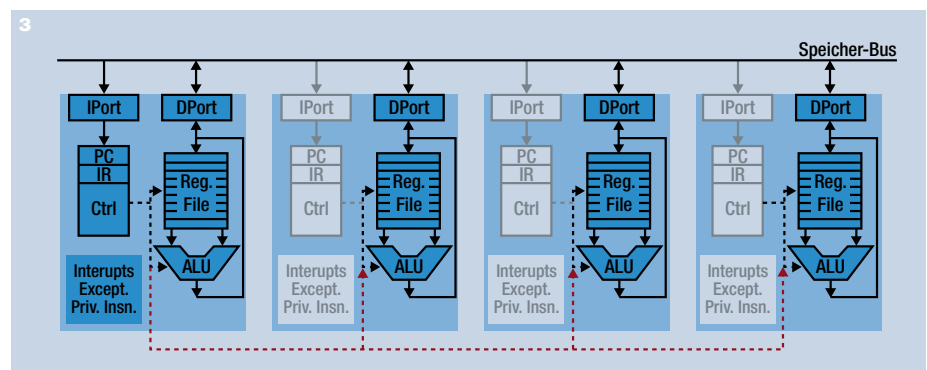 3
Speicher-Bus
IPort
DPort
IPort
DPort
IPort
DPort
IPort
DPort
PC
IR
Ctrl
Reg.
File
ALU
Interupts
Except.
Priv. Insn.
PC
IR
Ctrl
Reg.
File
ALU
Interupts
Except.
Priv. Insn.
PC
IR
Ctrl
Reg.
File
ALU
Interupts
Except.
Priv. Insn.
PC
IR
Ctrl
Reg.
File
ALU
Interupts
Except.
Priv. Insn.